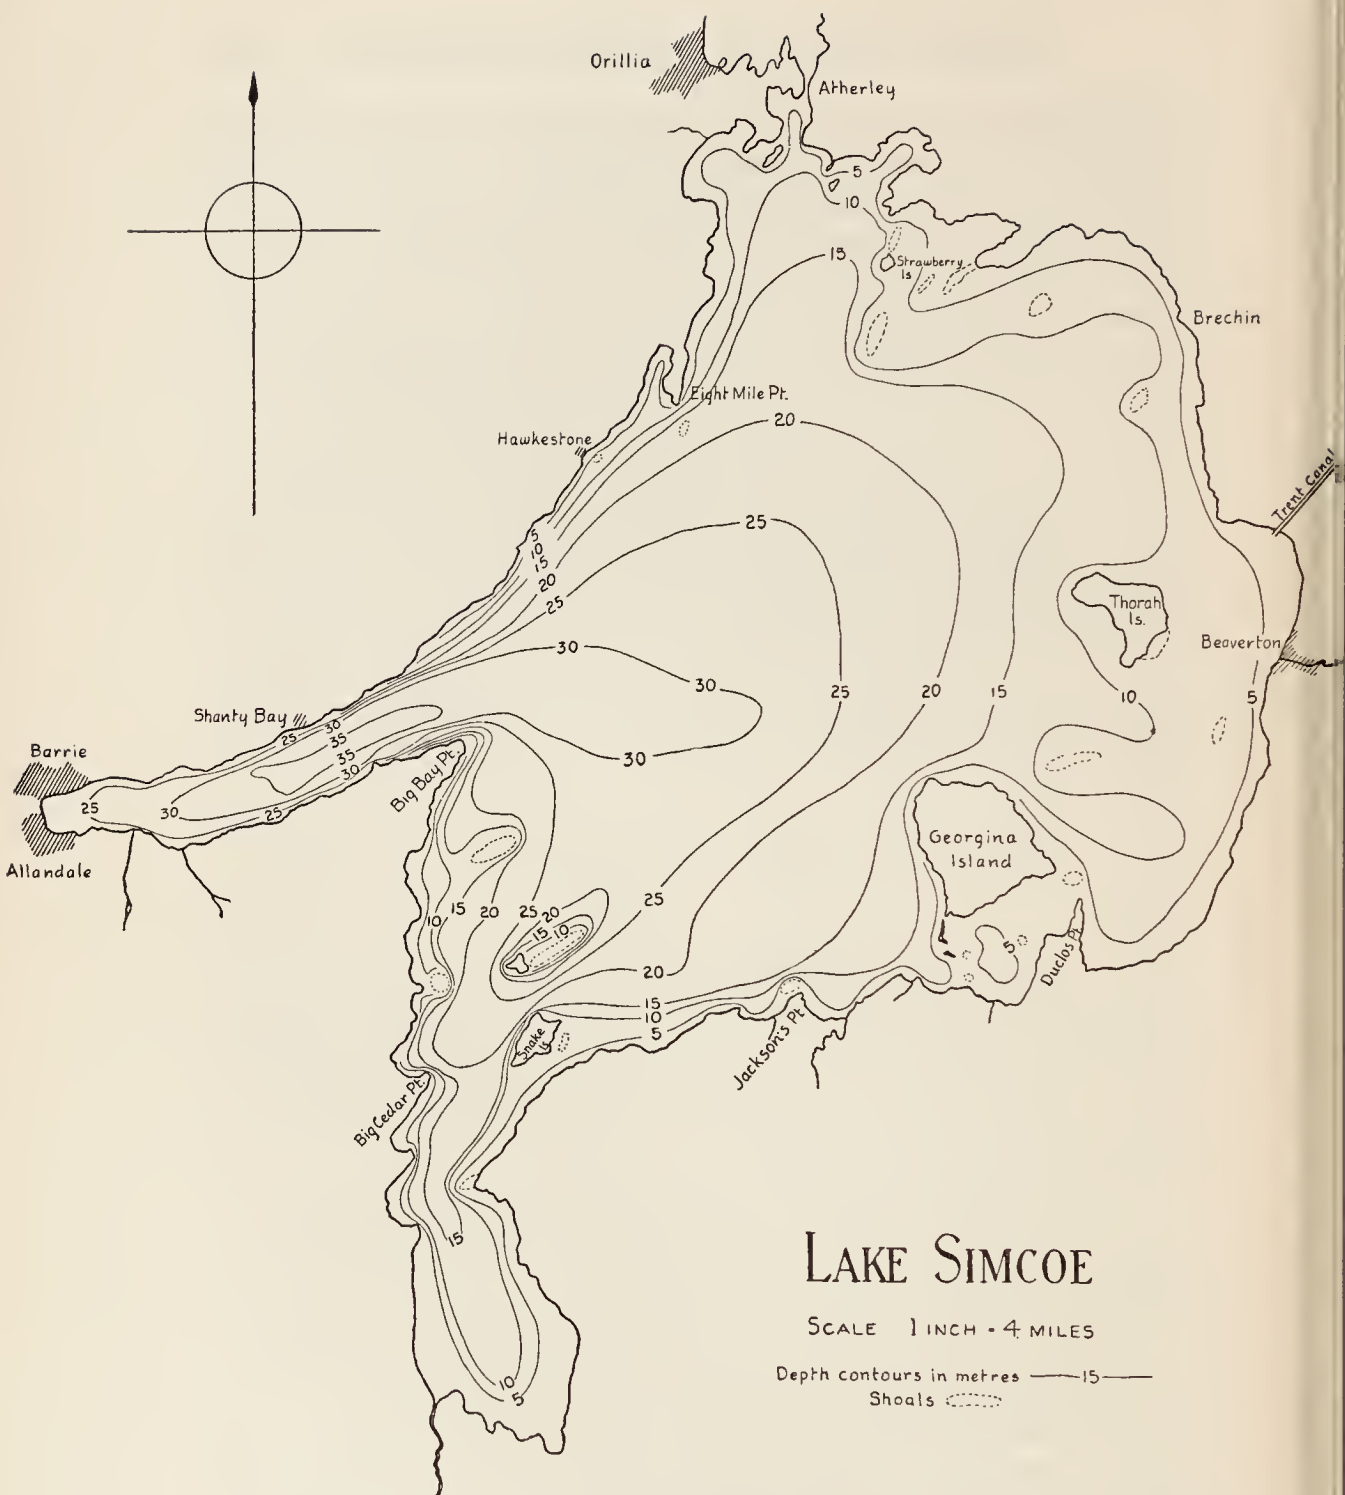 Orillia
Atherley
5
10
15
Strawberry
Is
Brechin
Eight Mile Pt.
20
Hawkestone
Trent Canal
25
5
10
15
20
25
Thorah
Is.
Beaverton
30
30
25
20
15
10
5
Shanty Bay
25
30
35
35
30
30
Barrie
Big Bay Pt.
25
30
25
Allandale
Georgina
Island
10
15
20
25
20
15
10
25
5
Duclos Pt.
20
15
10
5
Snake
Is.
Jackson's Pt.
Big Cedar Pt.
15
10
5
LAKE SIMCOE
SCALE 1 INCH - 4 MILES
Depth contours in metres 15
Shoals